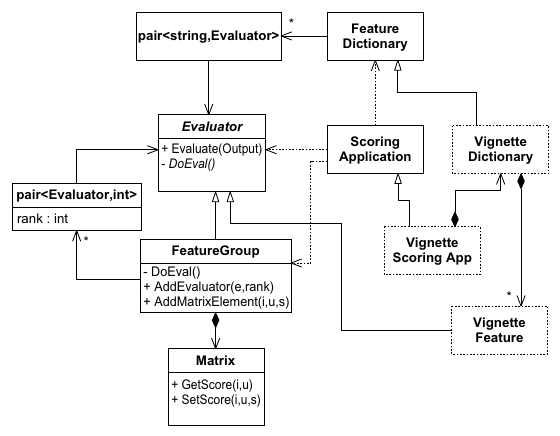 pair<string,Evaluator>
*
Feature
Dictionary
Evaluator
+ Evaluate(Output)
- DoEval()
Scoring
Application
Vignette
Dictionary
pair<Evaluator,int>
rank : int
*
Vignette
Scoring App
FeatureGroup
- DoEval()
+ AddEvaluator(e,rank)
+ AddMatrixElement(i,u,s)
*
Vignette
Feature
Matrix
+ GetScore(i,u)
+ SetScore(i,u,s)